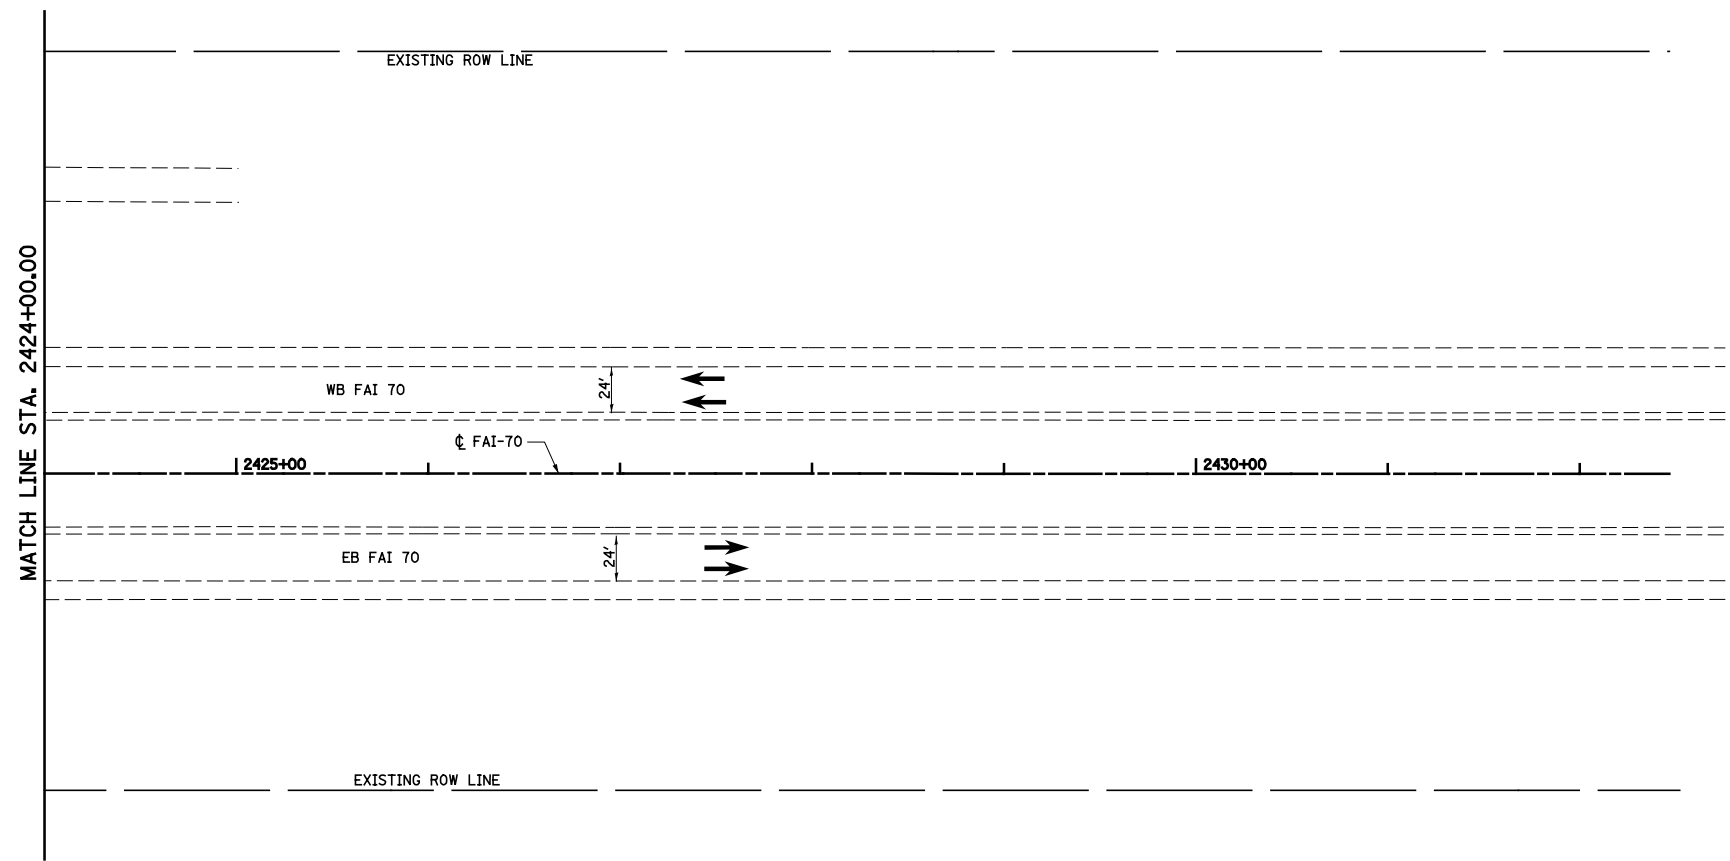 EXISTING ROW LINE
MATCH LINE STA. 2424+00.00
WB FAI 70
24'
℄ FAI-70
2425+00
2430+00
EB FAI 70
24'
EXISTING ROW LINE